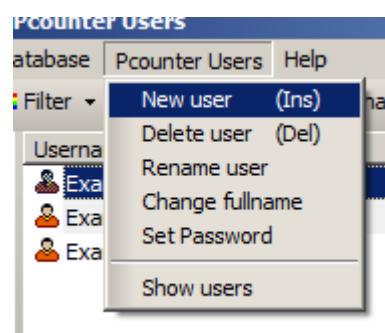 Pcounter Users
atabase Pcounter Users Help
Filter
New user (Ins)
Delete user (Del)
Rename user
Change fullname
Set Password
Show users
Userna
Exa
Exa
Exa